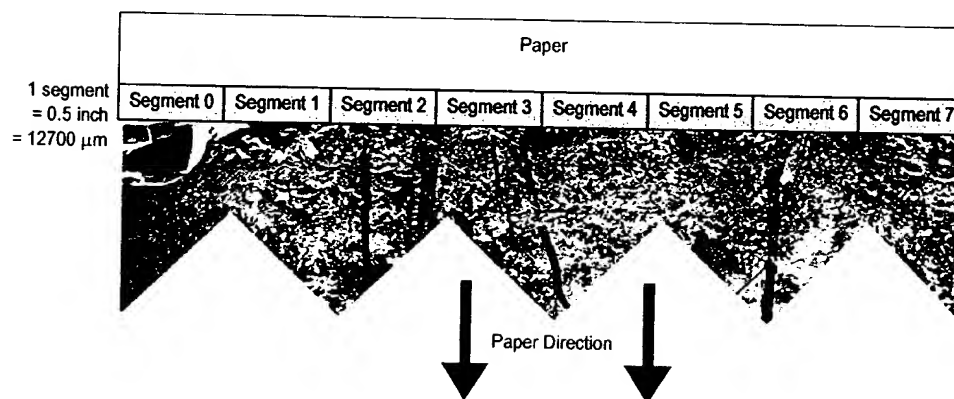 Paper
1 segment
= 0.5 inch
= 12700 µm
Segment 0 Segment 1 Segment 2 Segment 3 Segment 4 Segment 5 Segment 6 Segment 7
Paper Direction